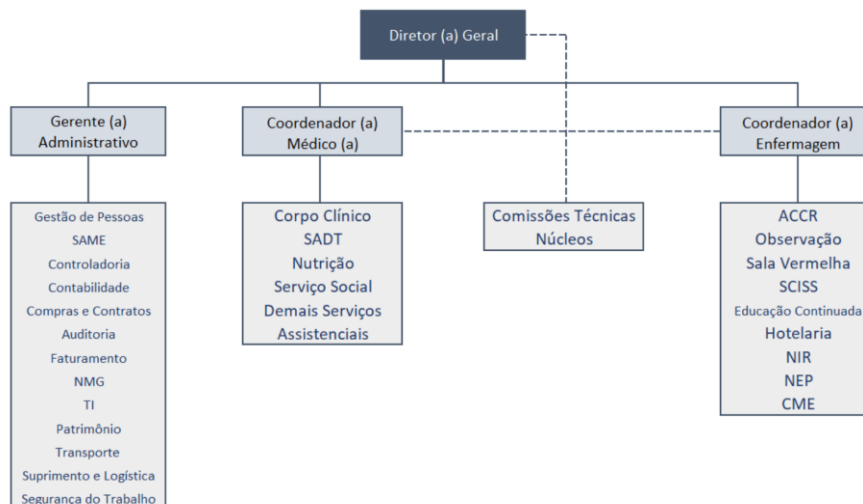 Diretor (a) Geral
Gerente (a)
Administrativo
Coordenador (a)
Médico (a)
Coordenador (a)
Enfermagem
Gestão de Pessoas
SAME
Controladoria
Contabilidade
Compras e Contratos
Auditoria
Faturamento
NMG
TI
Patrimônio
Transporte
Suprimento e Logística
Segurança do Trabalho
Corpo Clínico
SADT
Nutrição
Serviço Social
Demais Serviços
Assistenciais
Comissões Técnicas
Núcleos
ACCR
Observação
Sala Vermelha
SCISS
Educação Continuada
Hotelaria
NIR
NEP
CME